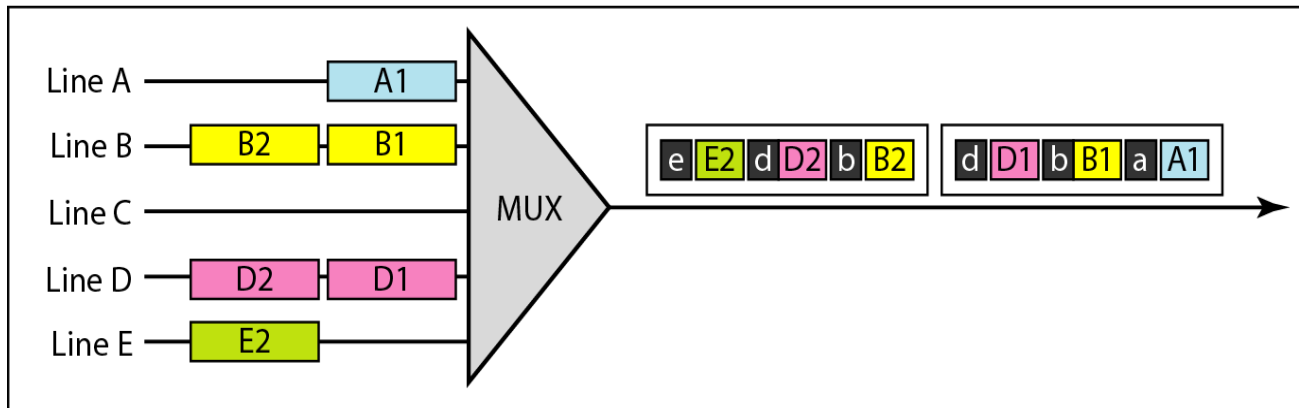 Line A
A1
Line B
B2 B1
Line C
MUX
Line D
D2 D1
Line E
E2
e E2 d D2 b B2
d D1 b B1 a A1